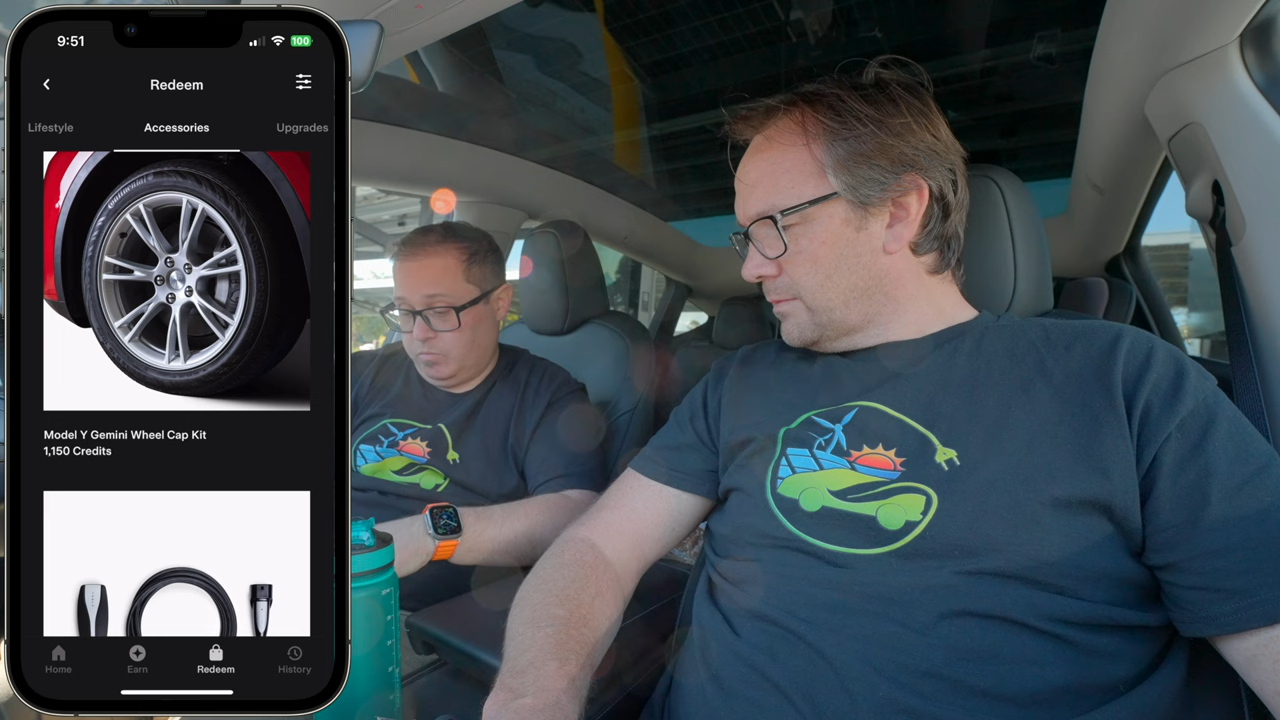 9:51
100
Redeem
Lifestyle Accessories Upgrades
Continental
Model Y Gemini Wheel Cap Kit
1,150 Credits
Home Earn Redeem History